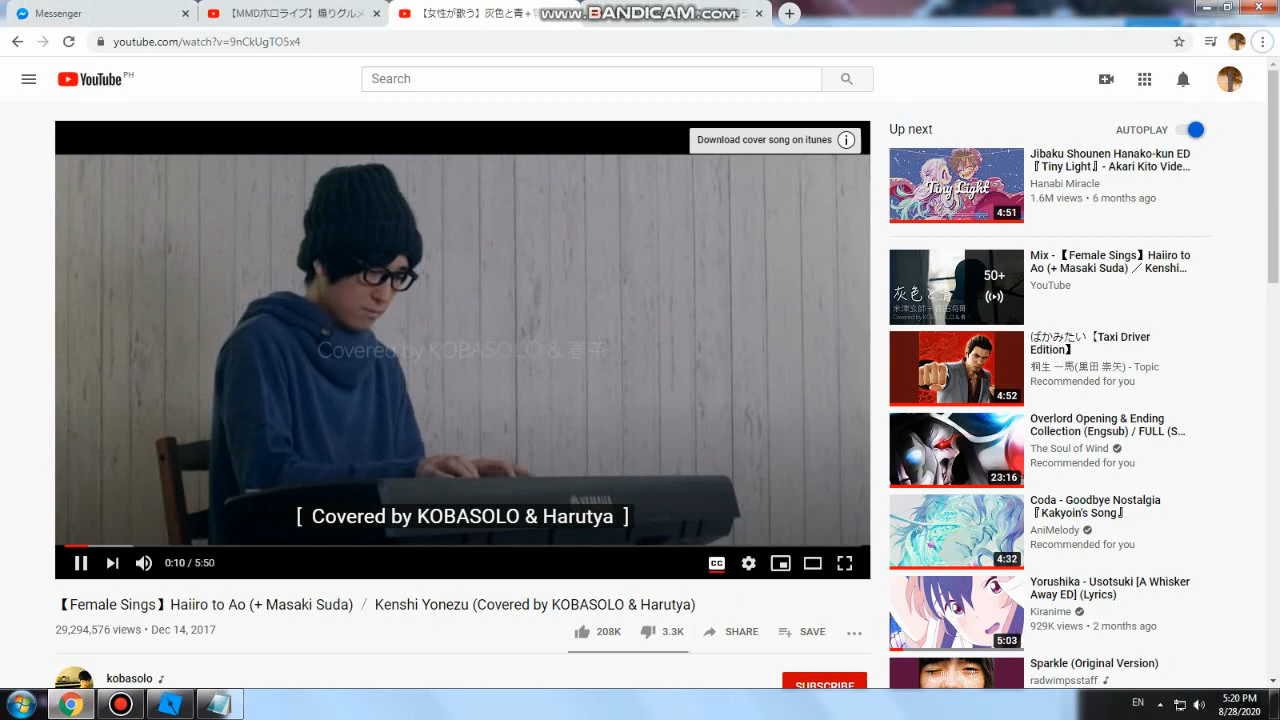 Messenger
【MMDホロライブ】煽りグルメ
【女性が歌う】灰色と青＋
www.BANDICAM.com
youtube.com/watch?v=9nCkUgTO5x4
YouTube PH
Search
Download cover song on itunes
Covered by KOBASOLO & 春茶
[ Covered by KOBASOLO & Harutya ]
YAMAHA
0:10 / 5:50
CC
【Female Sings】Haiiro to Ao (+ Masaki Suda) ／ Kenshi Yonezu (Covered by KOBASOLO & Harutya)
29,294,576 views • Dec 14, 2017
208K
3.3K
SHARE
SAVE
kobasolo
SUBSCRIBE
Up next
AUTOPLAY
Tiny Light
4:51
Jibaku Shounen Hanako-kun ED
『Tiny Light』- Akari Kito Vide...
Hanabi Miracle
1.6M views • 6 months ago
灰色と青
Covered by KOBASOLO & 春茶
50+
Mix - 【Female Sings】Haiiro to
Ao (+ Masaki Suda) ／ Kenshi...
YouTube
4:52
ばかみたい【Taxi Driver
Edition】
桐生 一馬(黒田 崇矢) - Topic
Recommended for you
23:16
Overlord Opening & Ending
Collection (Engsub) / FULL (S...
The Soul of Wind
Recommended for you
4:32
Coda - Goodbye Nostalgia
『Kakyoin's Song』
AniMelody
Recommended for you
5:03
Yorushika - Usotsuki [A Whisker
Away ED] (Lyrics)
Kiranime
929K views • 2 months ago
Sparkle (Original Version)
radwimpsstaff
EN
5:20 PM
8/28/2020